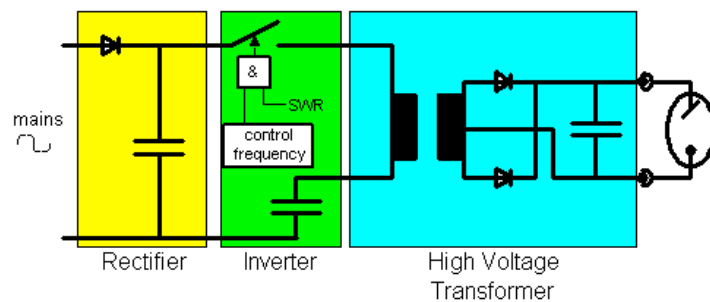 mains
&
SWR
control
frequency
Rectifier
Inverter
High Voltage
Transformer